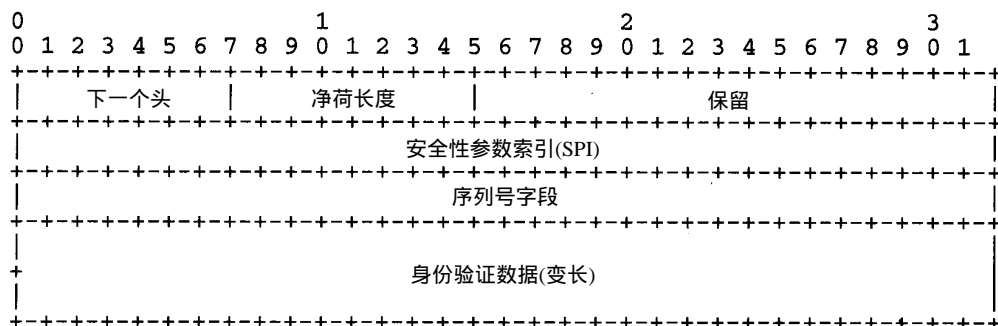 0 1 2 3
0 1 2 3 4 5 6 7 8 9 0 1 2 3 4 5 6 7 8 9 0 1 2 3 4 5 6 7 8 9 0 1
下一个头 净荷长度 保留
安全性参数索引(SPI)
序列号字段
身份验证数据(变长)